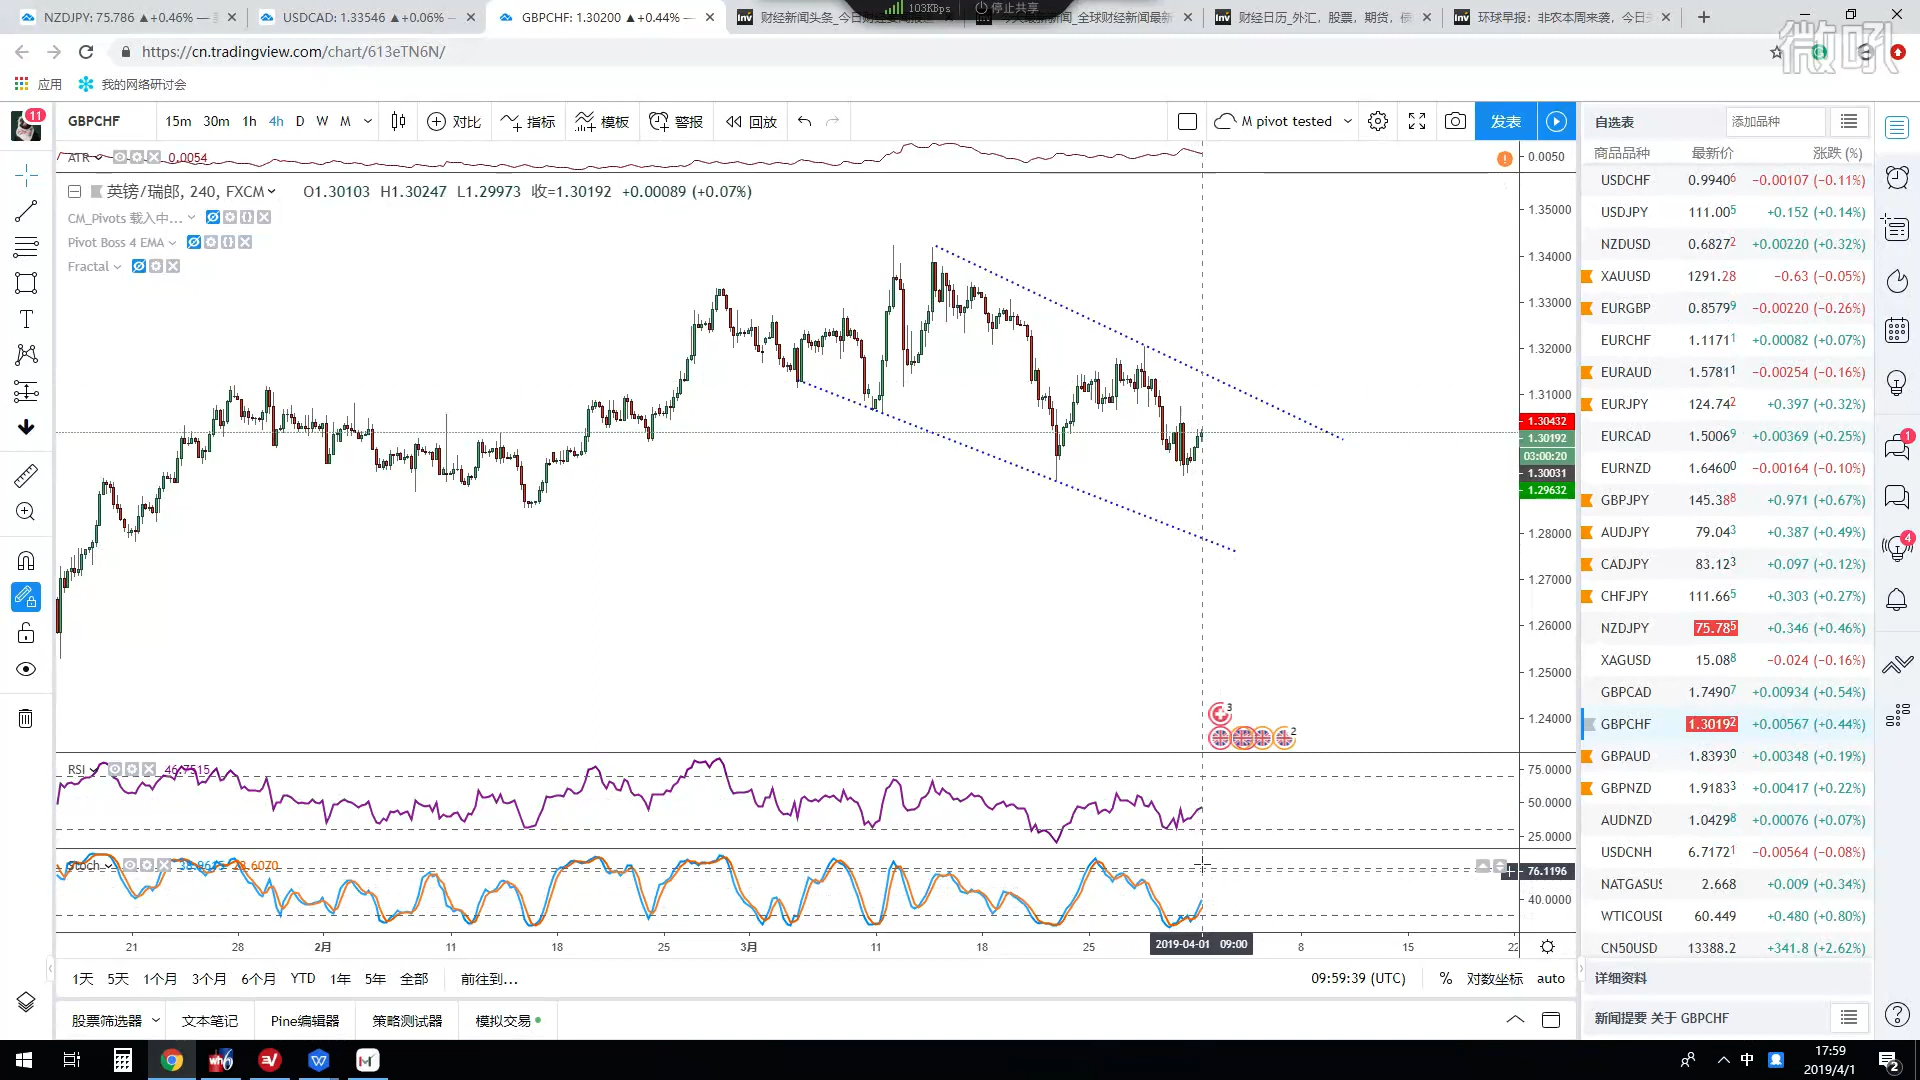 NZDJPY: 75.786 ▲+0.46% —
USDCAD: 1.33546 ▲+0.06% —
GBPCHF: 1.30200 ▲+0.44% —
103KBps
停止共享
财经日历_外汇，股票，期货，债
环球早报：非农本周来袭，今日
微吼
https://cn.tradingview.com/chart/613eTN6N/
应用 我的网络研讨会
11
GBPCHF 15m 30m 1h 4h D W M 对比 指标 模板 警报 回放 M pivot tested 发表
ATR 0.0054
0.0050
英镑/瑞郎, 240, FXCM O1.30103 H1.30247 L1.29973 收=1.30192 +0.00089 (+0.07%)
CM_Pivots 载入中...
Pivot Boss 4 EMA
Fractal
1.35000
1.34000
1.33000
1.32000
1.31000
1.30432
1.30192
03:00:20
1.30031
1.29632
1.28000
1.27000
1.26000
1.25000
1.24000
3
2
RSI 46.7515
75.0000
50.0000
25.0000
Stoch
76.1196
40.0000
21 28 2月 11 18 25 3月 11 18 25 2019-04-01 09:00 8 15 22
1天 5天 1个月 3个月 6个月 YTD 1年 5年 全部 前往到... 09:59:39 (UTC) % 对数坐标 auto
股票筛选器 文本笔记 Pine编辑器 策略测试器 模拟交易
自选表 添加品种
商品品种 最新价 涨跌 (%)
USDCHF 0.99406 −0.00107 (−0.11%)
USDJPY 111.005 +0.152 (+0.14%)
NZDUSD 0.68272 +0.00220 (+0.32%)
XAUUSD 1291.28 −0.63 (−0.05%)
EURGBP 0.85799 −0.00220 (−0.26%)
EURCHF 1.11711 +0.00082 (+0.07%)
EURAUD 1.57811 −0.00254 (−0.16%)
EURJPY 124.742 +0.397 (+0.32%)
EURCAD 1.50069 +0.00369 (+0.25%)
EURNZD 1.64600 −0.00164 (−0.10%)
GBPJPY 145.388 +0.971 (+0.67%)
AUDJPY 79.043 +0.387 (+0.49%)
CADJPY 83.123 +0.097 (+0.12%)
CHFJPY 111.665 +0.303 (+0.27%)
NZDJPY 75.785 +0.346 (+0.46%)
XAGUSD 15.088 −0.024 (−0.16%)
GBPCAD 1.74907 +0.00934 (+0.54%)
GBPCHF 1.30192 +0.00567 (+0.44%)
GBPAUD 1.83930 +0.00348 (+0.19%)
GBPNZD 1.91833 +0.00417 (+0.22%)
AUDNZD 1.04298 +0.00076 (+0.07%)
USDCNH 6.71721 −0.00564 (−0.08%)
NATGASUS 2.668 +0.009 (+0.34%)
WTICOUSI 60.449 +0.480 (+0.80%)
CN50USD 13388.2 +341.8 (+2.62%)
详细资料
新闻提要 关于 GBPCHF
1
4
中
17:59
2019/4/1
2